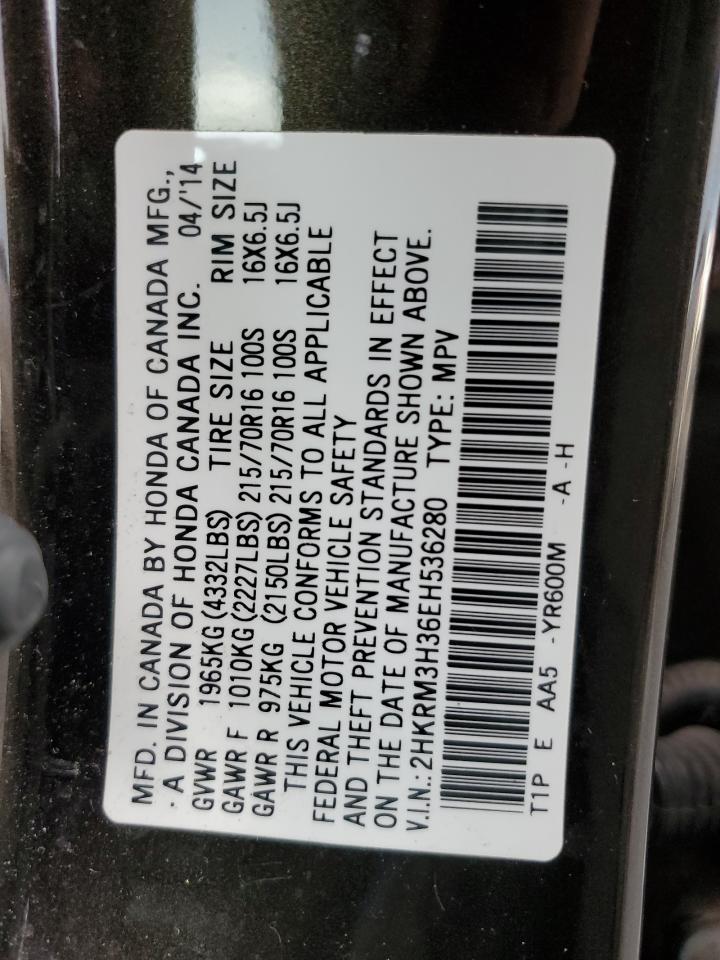 MFD. IN CANADA BY HONDA OF CANADA MFG.,
· A DIVISION OF HONDA CANADA INC. 04/'14
GVWR 1965KG (4332LBS) TIRE SIZE RIM SIZE
GAWR F 1010KG (2227LBS) 215/70R16 100S 16X6.5J
GAWR R 975KG (2150LBS) 215/70R16 100S 16X6.5J
THIS VEHICLE CONFORMS TO ALL APPLICABLE
FEDERAL MOTOR VEHICLE SAFETY
AND THEFT PREVENTION STANDARDS IN EFFECT
ON THE DATE OF MANUFACTURE SHOWN ABOVE.
V.I.N.: 2HKRM3H36EH536280 TYPE: MPV
T1P E AA5 -YR600M -A -H